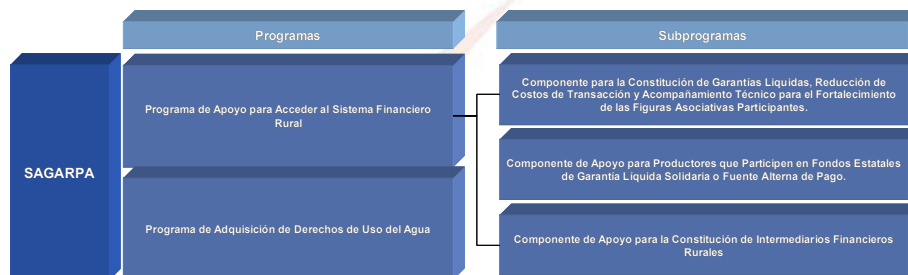 Programas
Subprogramas
SAGARPA
Programa de Apoyo para Acceder al Sistema Financiero
Rural
Programa de Adquisición de Derechos de Uso del Agua
Componente para la Constitución de Garantías Liquidas, Reducción de
Costos de Transacción y Acompañamiento Técnico para el Fortalecimiento
de las Figuras Asociativas Participantes.
Componente de Apoyo para Productores que Participen en Fondos Estatales
de Garantía Líquida Solidaria o Fuente Alterna de Pago.
Componente de Apoyo para la Constitución de Intermediarios Financieros
Rurales